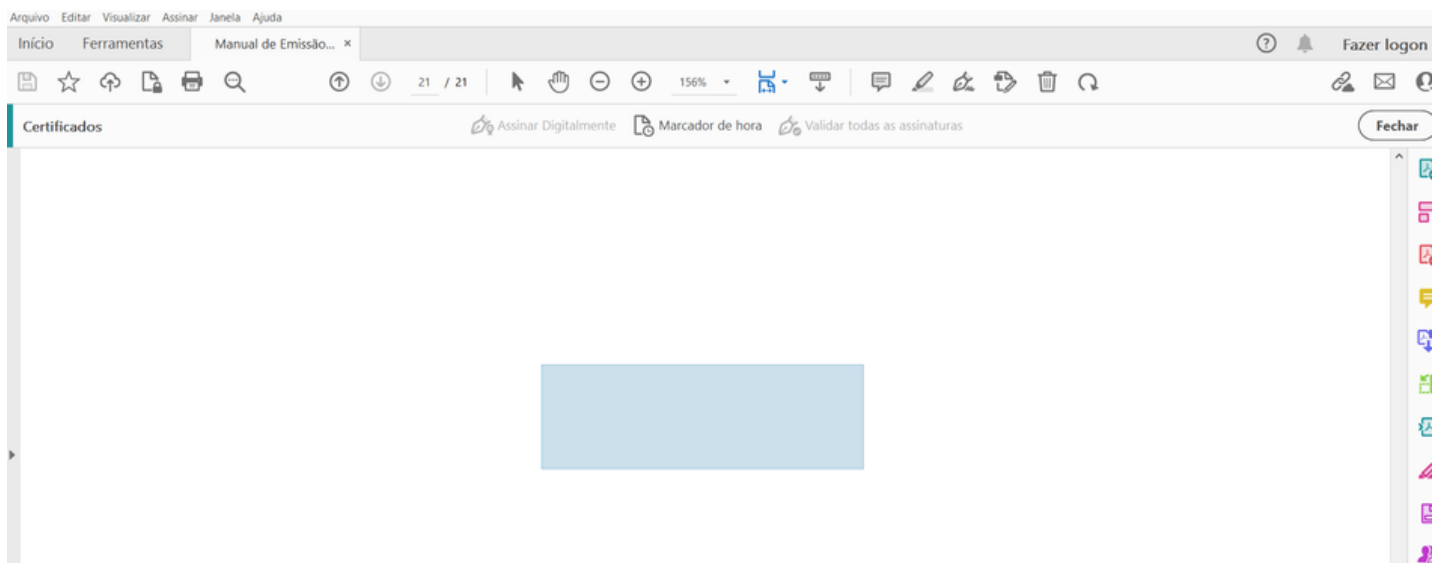 Arquivo Editar Visualizar Assinar Janela Ajuda
Início Ferramentas Manual de Emissão... × Fazer logon
21 / 21 156%
Certificados Assinar Digitalmente Marcador de hora Validar todas as assinaturas Fechar